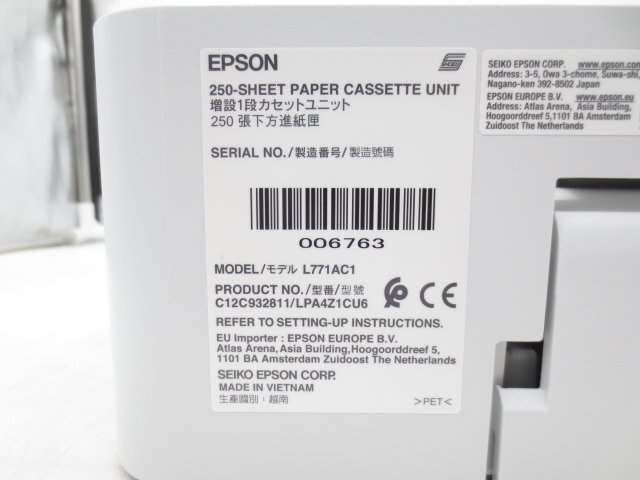 EPSON
250-SHEET PAPER CASSETTE UNIT
増設1段カセットユニット
250 張下方進紙匣
SERIAL NO./製造番号/製造號碼
006763
MODEL/モデル L771AC1
PRODUCT NO./型番/型號
C12C932811/LPA4Z1CU6
REFER TO SETTING-UP INSTRUCTIONS.
EU Importer : EPSON EUROPE B.V.
Atlas Arena, Asia Building, Hoogoorddreef 5,
1101 BA Amsterdam Zuidoost The Netherlands
SEIKO EPSON CORP.
MADE IN VIETNAM
生產國別：越南
>PET<
SEIKO EPSON CORP. www.epson.com
Address: 3-5, Owa 3-chome, Suwa-shi,
Nagano-ken 392-8502 Japan
EPSON EUROPE B.V. www.epson.eu
Address: Atlas Arena, Asia Building,
Hoogoorddreef 5,1101 BA Amsterdam
Zuidoost The Netherlands